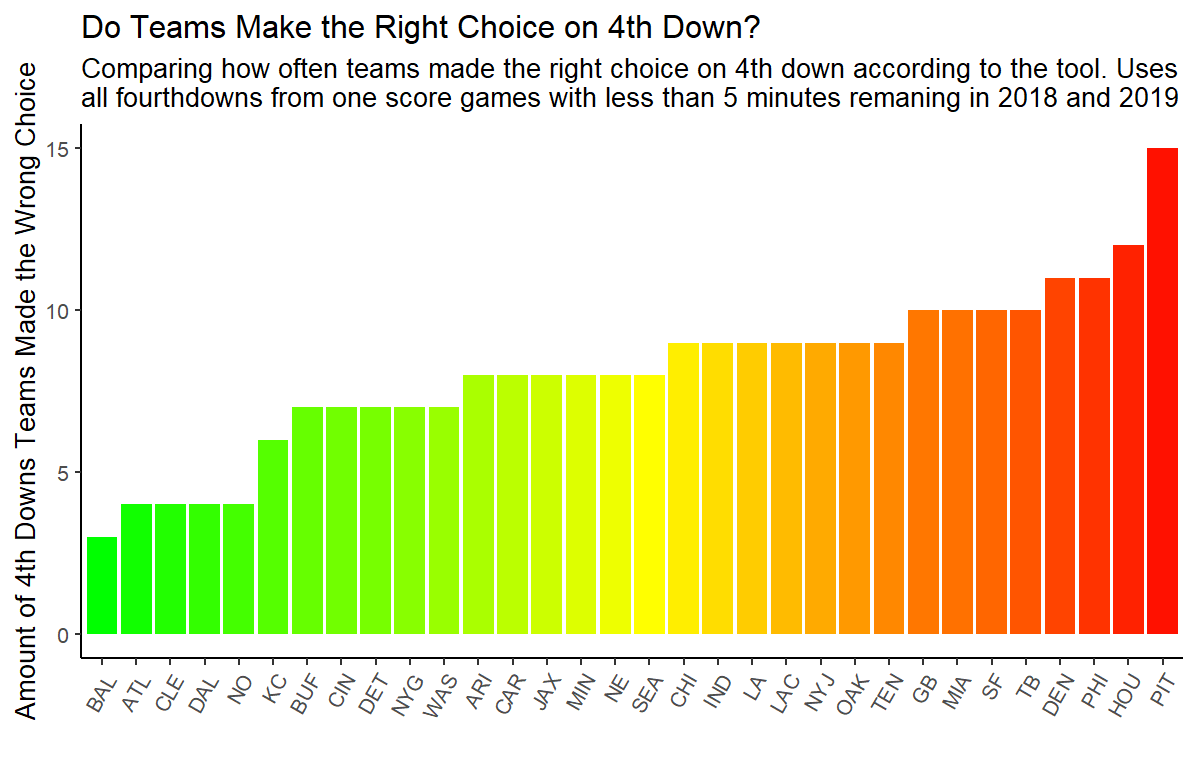 Do Teams Make the Right Choice on 4th Down?
Comparing how often teams made the right choice on 4th down according to the tool. Uses
all fourthdowns from one score games with less than 5 minutes remaning in 2018 and 2019
Amount of 4th Downs Teams Made the Wrong Choice
15
10
5
0
BAL
ATL
CLE
DAL
NO
KC
BUF
CIN
DET
NYG
WAS
ARI
CAR
JAX
MIN
NE
SEA
CHI
IND
LA
LAC
NYJ
OAK
TEN
GB
MIA
SF
TB
DEN
PHI
HOU
PIT